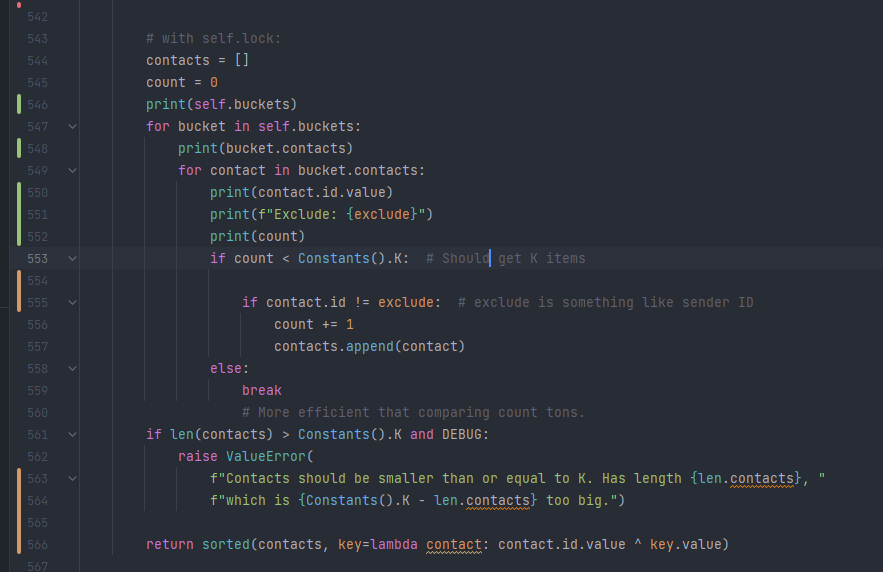 542
543 # with self.lock:
544 contacts = []
545 count = 0
546 print(self.buckets)
547 for bucket in self.buckets:
548 print(bucket.contacts)
549 for contact in bucket.contacts:
550 print(contact.id.value)
551 print(f"Exclude: {exclude}")
552 print(count)
553 if count < Constants().K:  # Should get K items
554
555 if contact.id != exclude:  # exclude is something like sender ID
556 count += 1
557 contacts.append(contact)
558 else:
559 break
560 # More efficient that comparing count tons.
561 if len(contacts) > Constants().K and DEBUG:
562 raise ValueError(
563 f"Contacts should be smaller than or equal to K. Has length {len.contacts}, "
564 f"which is {Constants().K - len.contacts} too big.")
565
566 return sorted(contacts, key=lambda contact: contact.id.value ^ key.value)
567